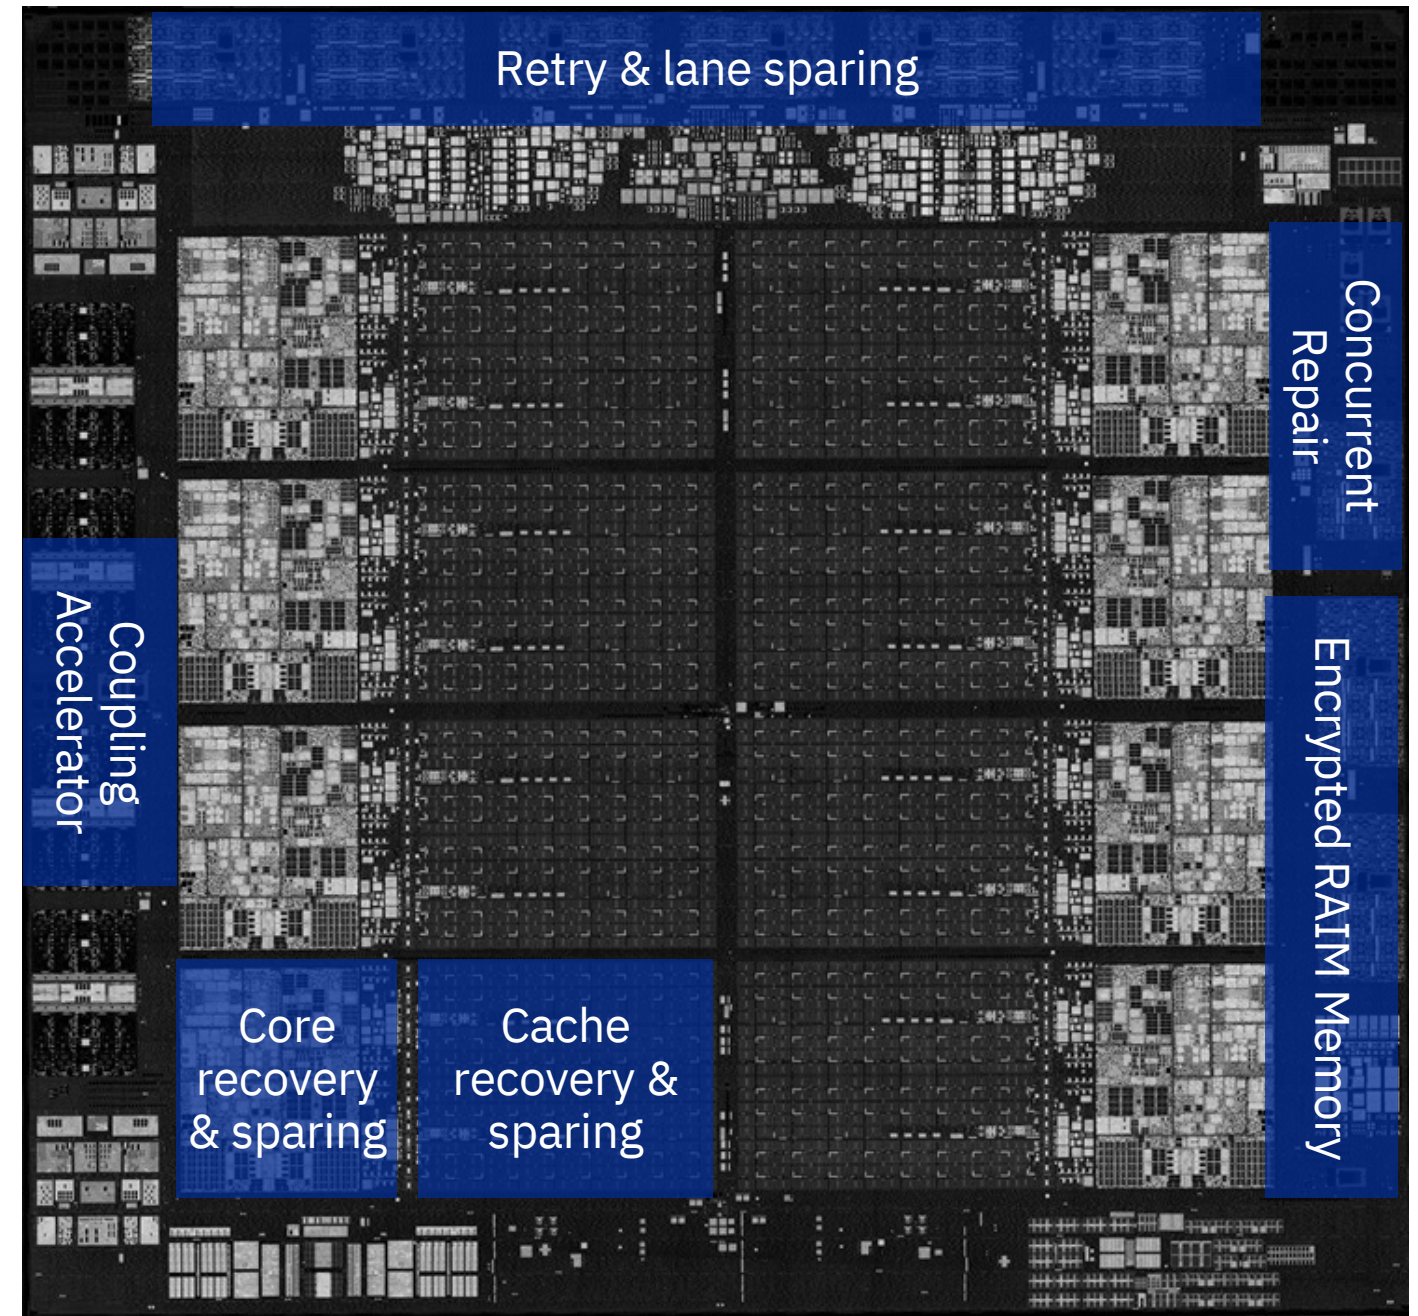 Retry & lane sparing
Concurrent
Repair
Coupling
Accelerator
Encrypted RAIM Memory
Core
recovery
& sparing
Cache
recovery &
sparing